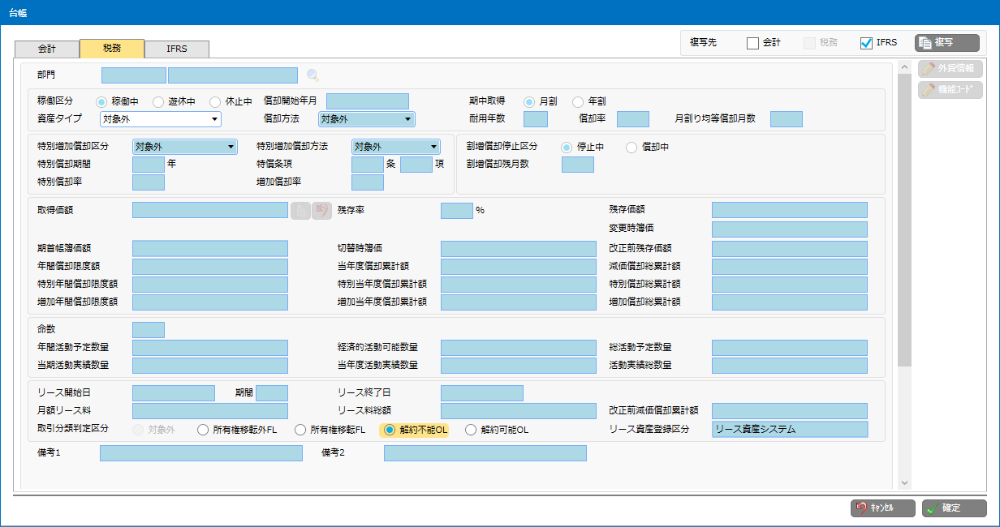 台帳
会計 税務 IFRS
複写先 会計 税務 IFRS 複写
外貨情報
機能ｺｰﾄﾞ
部門
稼働区分 稼働中 遊休中 休止中 償却開始年月 期中取得 月割 年割
資産タイプ 対象外 償却方法 対象外 耐用年数 償却率 月割り均等償却月数
特別増加償却区分 対象外 特別増加償却方法 対象外 割増償却停止区分 停止中 償却中
特別償却期間 年 特償条項 条 項 割増償却残月数
特別償却率 増加償却率
取得価額 残存率 % 残存価額
変更時簿価
期首帳簿価額 切替時簿価 改正前残存価額
年間償却限度額 当年度償却累計額 減価償却総累計額
特別年間償却限度額 特別当年度償却累計額 特別償却総累計額
増加年間償却限度額 増加当年度償却累計額 増加償却総累計額
命数
年間活動予定数量 経済的活動可能数量 総活動予定数量
当期活動実績数量 当年度活動実績数量 活動実績総数量
リース開始日 期間 リース終了日
月額リース料 リース料総額 改正前減価償却累計額
取引分類判定区分 対象外 所有権移転外FL 所有権移転FL 解約不能OL 解約可能OL リース資産登録区分 リース資産システム
備考1 備考2
ｷｬﾝｾﾙ 確定